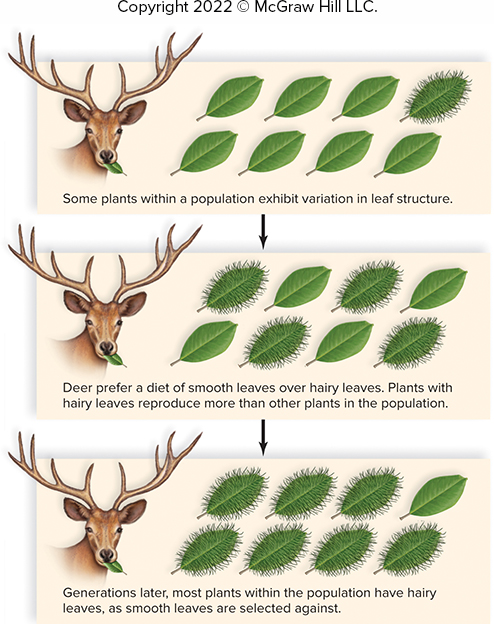 Copyright 2022 © McGraw Hill LLC.
Some plants within a population exhibit variation in leaf structure.
Deer prefer a diet of smooth leaves over hairy leaves. Plants with
hairy leaves reproduce more than other plants in the population.
Generations later, most plants within the population have hairy
leaves, as smooth leaves are selected against.